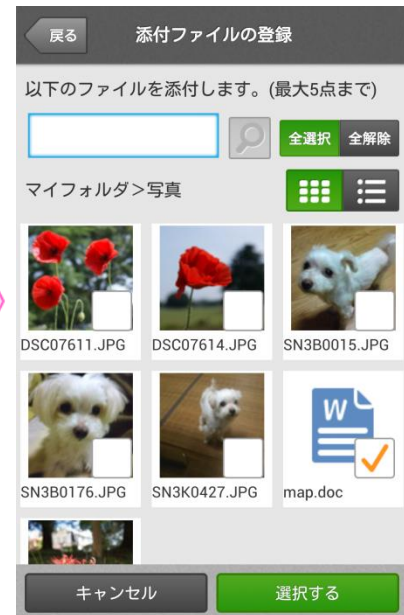 戻る 添付ファイルの登録
以下のファイルを添付します。(最大5点まで)
全選択 全解除
マイフォルダ>写真
DSC07611.JPG DSC07614.JPG SN3B0015.JPG
W
SN3B0176.JPG SN3K0427.JPG map.doc
キャンセル 選択する